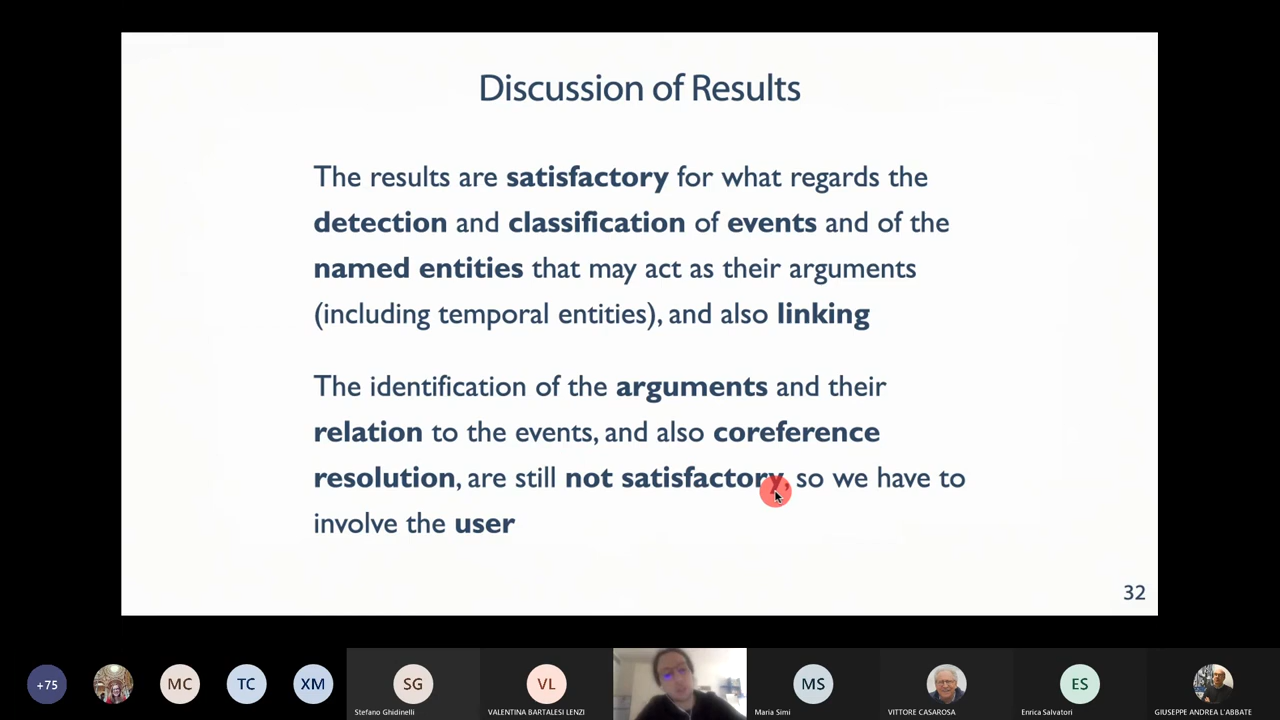 Discussion of Results
The results are satisfactory for what regards the
detection and classification of events and of the
named entities that may act as their arguments
(including temporal entities), and also linking
The identification of the arguments and their
relation to the events, and also coreference
resolution, are still not satisfactory, so we have to
involve the user
32
+75
MC
TC
XM
SG
VL
MS
ES
Stefano Ghidinelli
VALENTINA BARTALESI LENZI
Maria Simi
VITTORE CASAROSA
Enrica Salvatori
GIUSEPPE ANDREA L'ABBATE